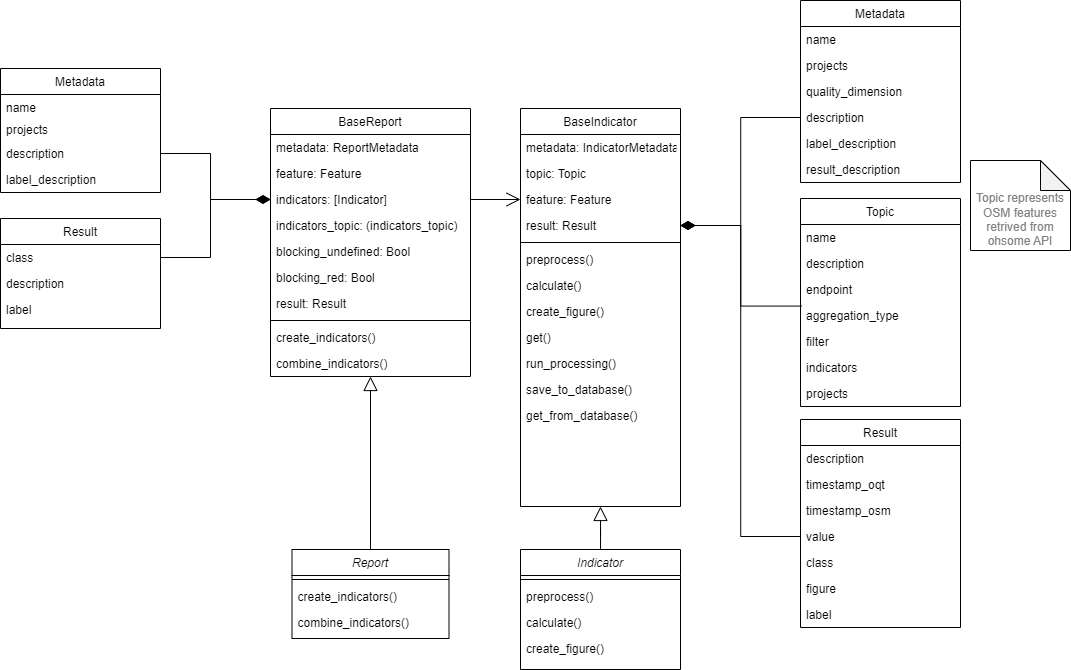 Metadata
name
projects
description
label_description
Result
class
description
label
BaseReport
metadata: ReportMetadata
feature: Feature
indicators: [Indicator]
indicators_topic: (indicators_topic)
blocking_undefined: Bool
blocking_red: Bool
result: Result
create_indicators()
combine_indicators()
Report
create_indicators()
combine_indicators()
BaseIndicator
metadata: IndicatorMetadata
topic: Topic
feature: Feature
result: Result
preprocess()
calculate()
create_figure()
get()
run_processing()
save_to_database()
get_from_database()
Indicator
preprocess()
calculate()
create_figure()
Metadata
name
projects
quality_dimension
description
label_description
result_description
Topic
name
description
endpoint
aggregation_type
filter
indicators
projects
Result
description
timestamp_oqt
timestamp_osm
value
class
figure
label
Topic represents
OSM features
retrived from
ohsome API